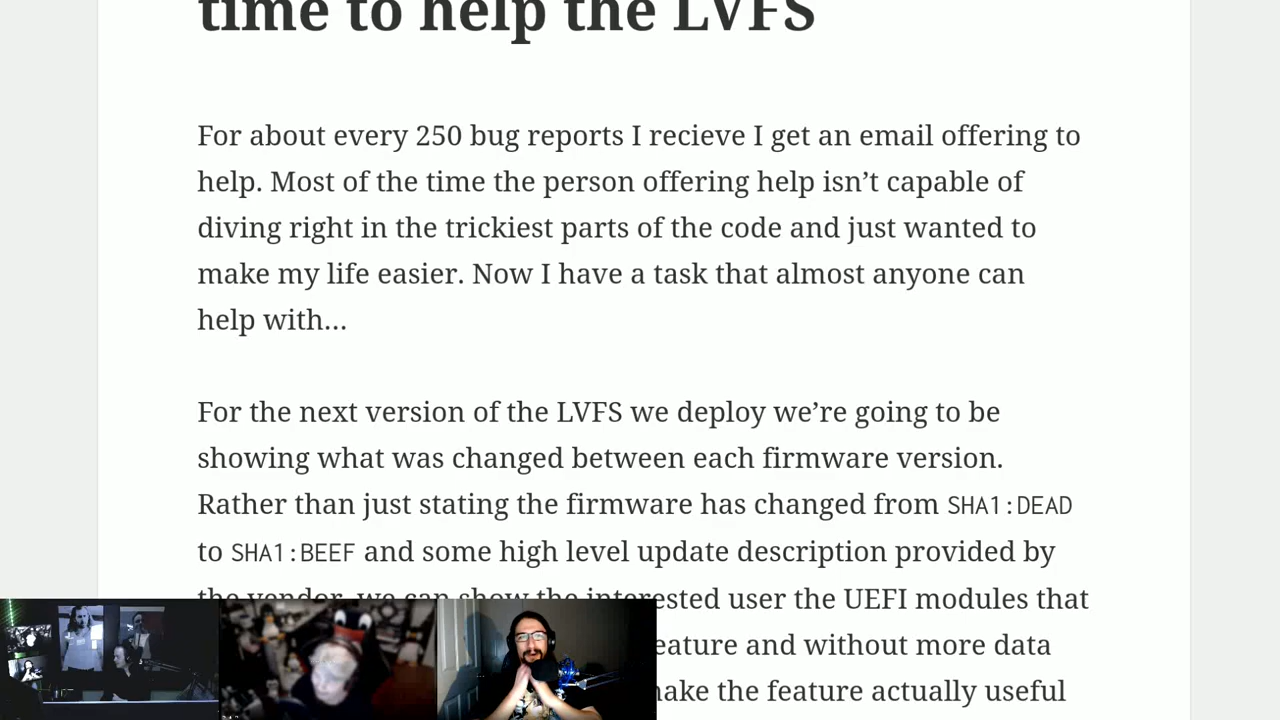 time to help the LVFS
For about every 250 bug reports I recieve I get an email offering to
help. Most of the time the person offering help isn’t capable of
diving right in the trickiest parts of the code and just wanted to
make my life easier. Now I have a task that almost anyone can
help with…
For the next version of the LVFS we deploy we’re going to be
showing what was changed between each firmware version.
Rather than just stating the firmware has changed from SHA1:DEAD
to SHA1:BEEF and some high level update description provided by
the vendor, we can show the interested user the UEFI modules that
eature and without more data
ake the feature actually useful